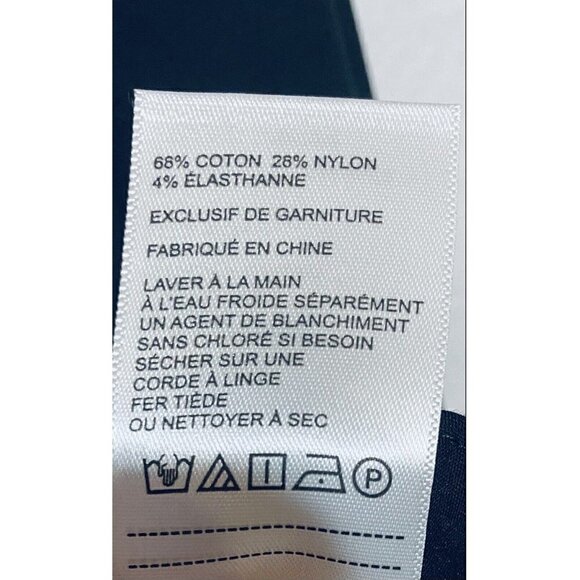 68% COTON 28% NYLON
4% ÉLASTHANNE
EXCLUSIF DE GARNITURE
FABRIQUÉ EN CHINE
LAVER À LA MAIN
À L'EAU FROIDE SÉPARÉMENT
UN AGENT DE BLANCHIMENT
SANS CHLORÉ SI BESOIN
SÉCHER SUR UNE
CORDE À LINGE
FER TIÈDE
OU NETTOYER À SEC
P